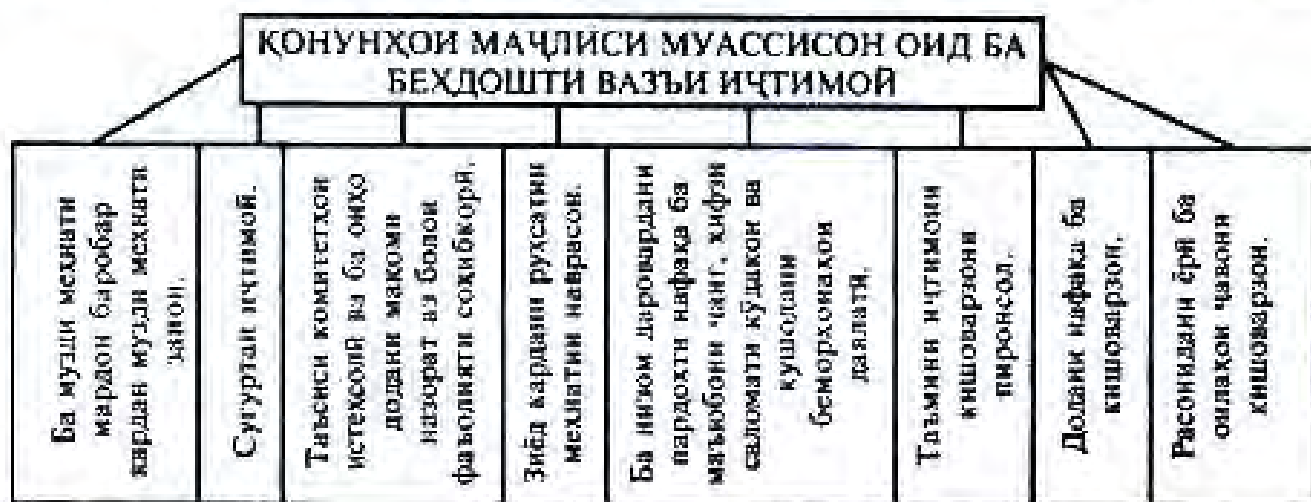 ҚОНУНҲОИ МАҶЛИСИ МУАССИСОН ОИД БА
БЕҲДОШТИ ВАЗЪИ ИҶТИМОӢ
Ба музди меҳнати
мардон баробар
кардан музди меҳнати
занон.
Суғуртаи иҷтимоӣ.
Таъсиси комитетҳои
истеҳсолӣ ва ба онҳо
додани мақоми
назорат аз болои
фаъолияти соҳибкорӣ.
Зиёд кардани рухсатии
меҳнатии наврасон.
Ба низом даровардани
пардохти нафақа ба
маъюбони ҷанг, ҳифзи
саломатӣ кӯдакон ва
кушодани
беморхонаҳои
давлатӣ.
Таъмини иҷтимоии
кишоварзони
пиронсол.
Додани нафақа ба
кишоварзон.
Расонидани ёрӣ ба
оилаҳои ҷавони
кишоварзон.